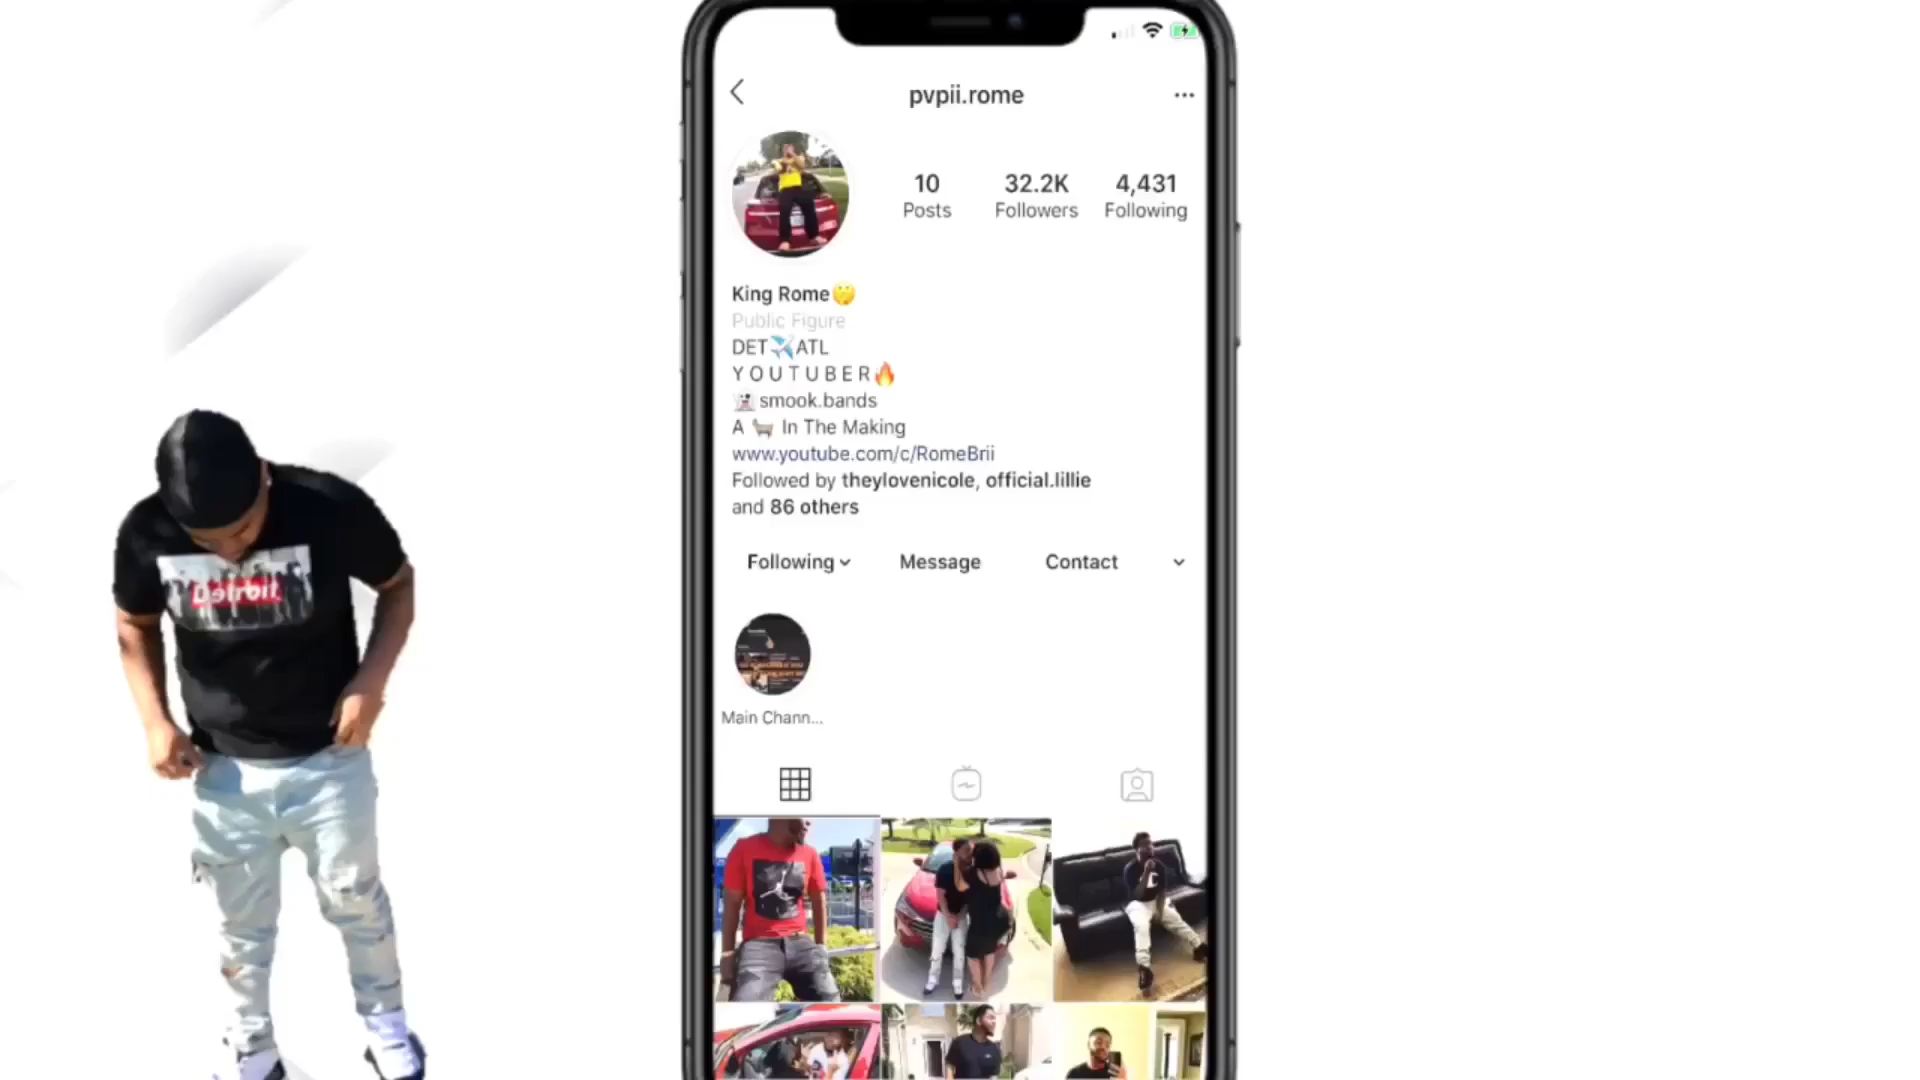 pvpii.rome
10
32.2K
4,431
Posts
Followers
Following
King Rome🤫
Public Figure
DET✈️ATL
Y O U T U B E R🔥
👻 smook.bands
A 🐐 In The Making
www.youtube.com/c/RomeBrii
Followed by theylovenicole, official.lillie
and 86 others
Following
Message
Contact
Main Chann...
Detroit